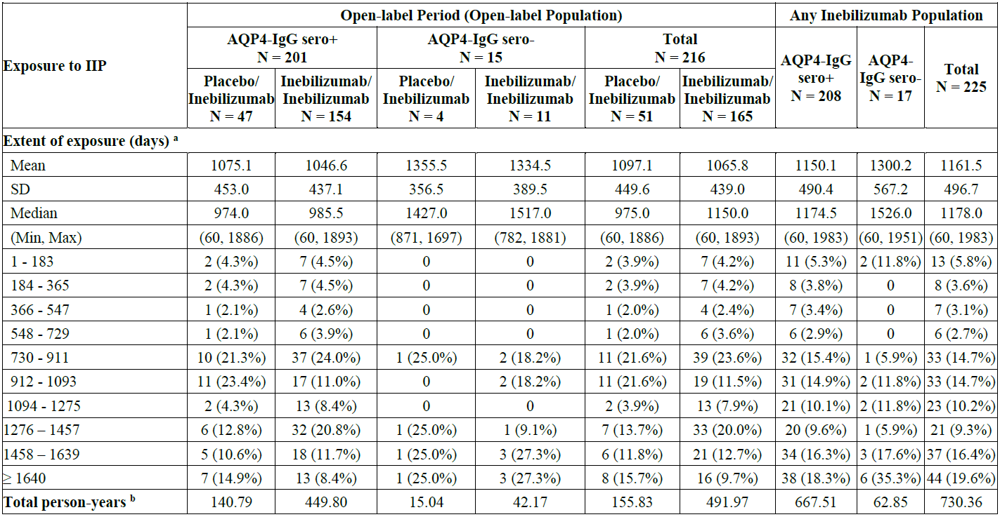 Exposure to IIP | Open-label Period (Open-label Population) | Any Inebilizumab Population
AQP4-IgG sero+ N = 201 | AQP4-IgG sero- N = 15 | Total N = 216 | AQP4-IgG sero+ N = 208 | AQP4-IgG sero- N = 17 | Total N = 225
Placebo/Inebilizumab N = 47 | Inebilizumab/Inebilizumab N = 154 | Placebo/Inebilizumab N = 4 | Inebilizumab/Inebilizumab N = 11 | Placebo/Inebilizumab N = 51 | Inebilizumab/Inebilizumab N = 165
Extent of exposure (days) a
Mean | 1075.1 | 1046.6 | 1355.5 | 1334.5 | 1097.1 | 1065.8 | 1150.1 | 1300.2 | 1161.5
SD | 453.0 | 437.1 | 356.5 | 389.5 | 449.6 | 439.0 | 490.4 | 567.2 | 496.7
Median | 974.0 | 985.5 | 1427.0 | 1517.0 | 975.0 | 1150.0 | 1174.5 | 1526.0 | 1178.0
(Min, Max) | (60, 1886) | (60, 1893) | (871, 1697) | (782, 1881) | (60, 1886) | (60, 1893) | (60, 1983) | (60, 1951) | (60, 1983)
1 - 183 | 2 (4.3%) | 7 (4.5%) | 0 | 0 | 2 (3.9%) | 7 (4.2%) | 11 (5.3%) | 2 (11.8%) | 13 (5.8%)
184 - 365 | 2 (4.3%) | 7 (4.5%) | 0 | 0 | 2 (3.9%) | 7 (4.2%) | 8 (3.8%) | 0 | 8 (3.6%)
366 - 547 | 1 (2.1%) | 4 (2.6%) | 0 | 0 | 1 (2.0%) | 4 (2.4%) | 7 (3.4%) | 0 | 7 (3.1%)
548 - 729 | 1 (2.1%) | 6 (3.9%) | 0 | 0 | 1 (2.0%) | 6 (3.6%) | 6 (2.9%) | 0 | 6 (2.7%)
730 - 911 | 10 (21.3%) | 37 (24.0%) | 1 (25.0%) | 2 (18.2%) | 11 (21.6%) | 39 (23.6%) | 32 (15.4%) | 1 (5.9%) | 33 (14.7%)
912 - 1093 | 11 (23.4%) | 17 (11.0%) | 0 | 2 (18.2%) | 11 (21.6%) | 19 (11.5%) | 31 (14.9%) | 2 (11.8%) | 33 (14.7%)
1094 - 1275 | 2 (4.3%) | 13 (8.4%) | 0 | 0 | 2 (3.9%) | 13 (7.9%) | 21 (10.1%) | 2 (11.8%) | 23 (10.2%)
1276 – 1457 | 6 (12.8%) | 32 (20.8%) | 1 (25.0%) | 1 (9.1%) | 7 (13.7%) | 33 (20.0%) | 20 (9.6%) | 1 (5.9%) | 21 (9.3%)
1458 – 1639 | 5 (10.6%) | 18 (11.7%) | 1 (25.0%) | 3 (27.3%) | 6 (11.8%) | 21 (12.7%) | 34 (16.3%) | 3 (17.6%) | 37 (16.4%)
≥ 1640 | 7 (14.9%) | 13 (8.4%) | 1 (25.0%) | 3 (27.3%) | 8 (15.7%) | 16 (9.7%) | 38 (18.3%) | 6 (35.3%) | 44 (19.6%)
Total person-years b | 140.79 | 449.80 | 15.04 | 42.17 | 155.83 | 491.97 | 667.51 | 62.85 | 730.36